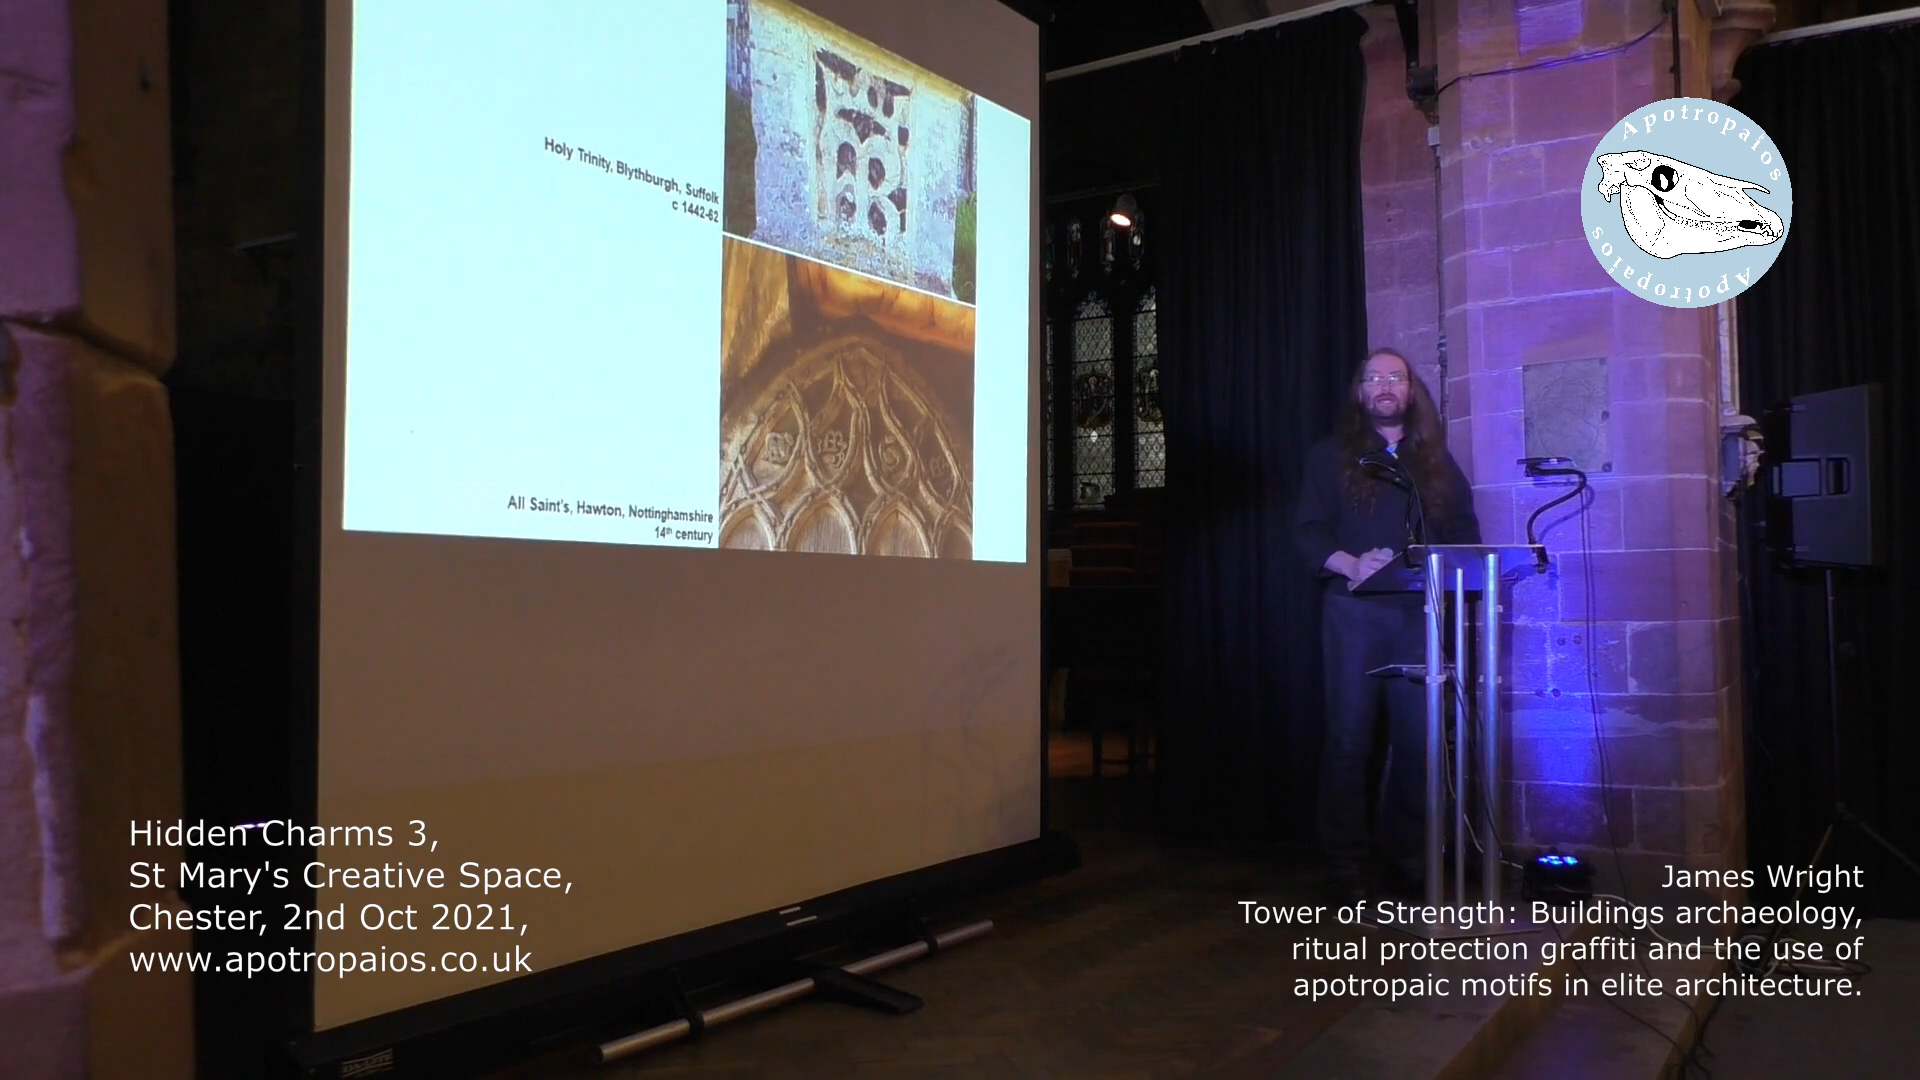 Holy Trinity, Blythburgh, Suffolk
c 1442-62
All Saint's, Hawton, Nottinghamshire
14th century
Apotropaios
Apotropaios
Hidden Charms 3,
St Mary's Creative Space,
Chester, 2nd Oct 2021,
www.apotropaios.co.uk
James Wright
Tower of Strength: Buildings archaeology,
ritual protection graffiti and the use of
apotropaic motifs in elite architecture.